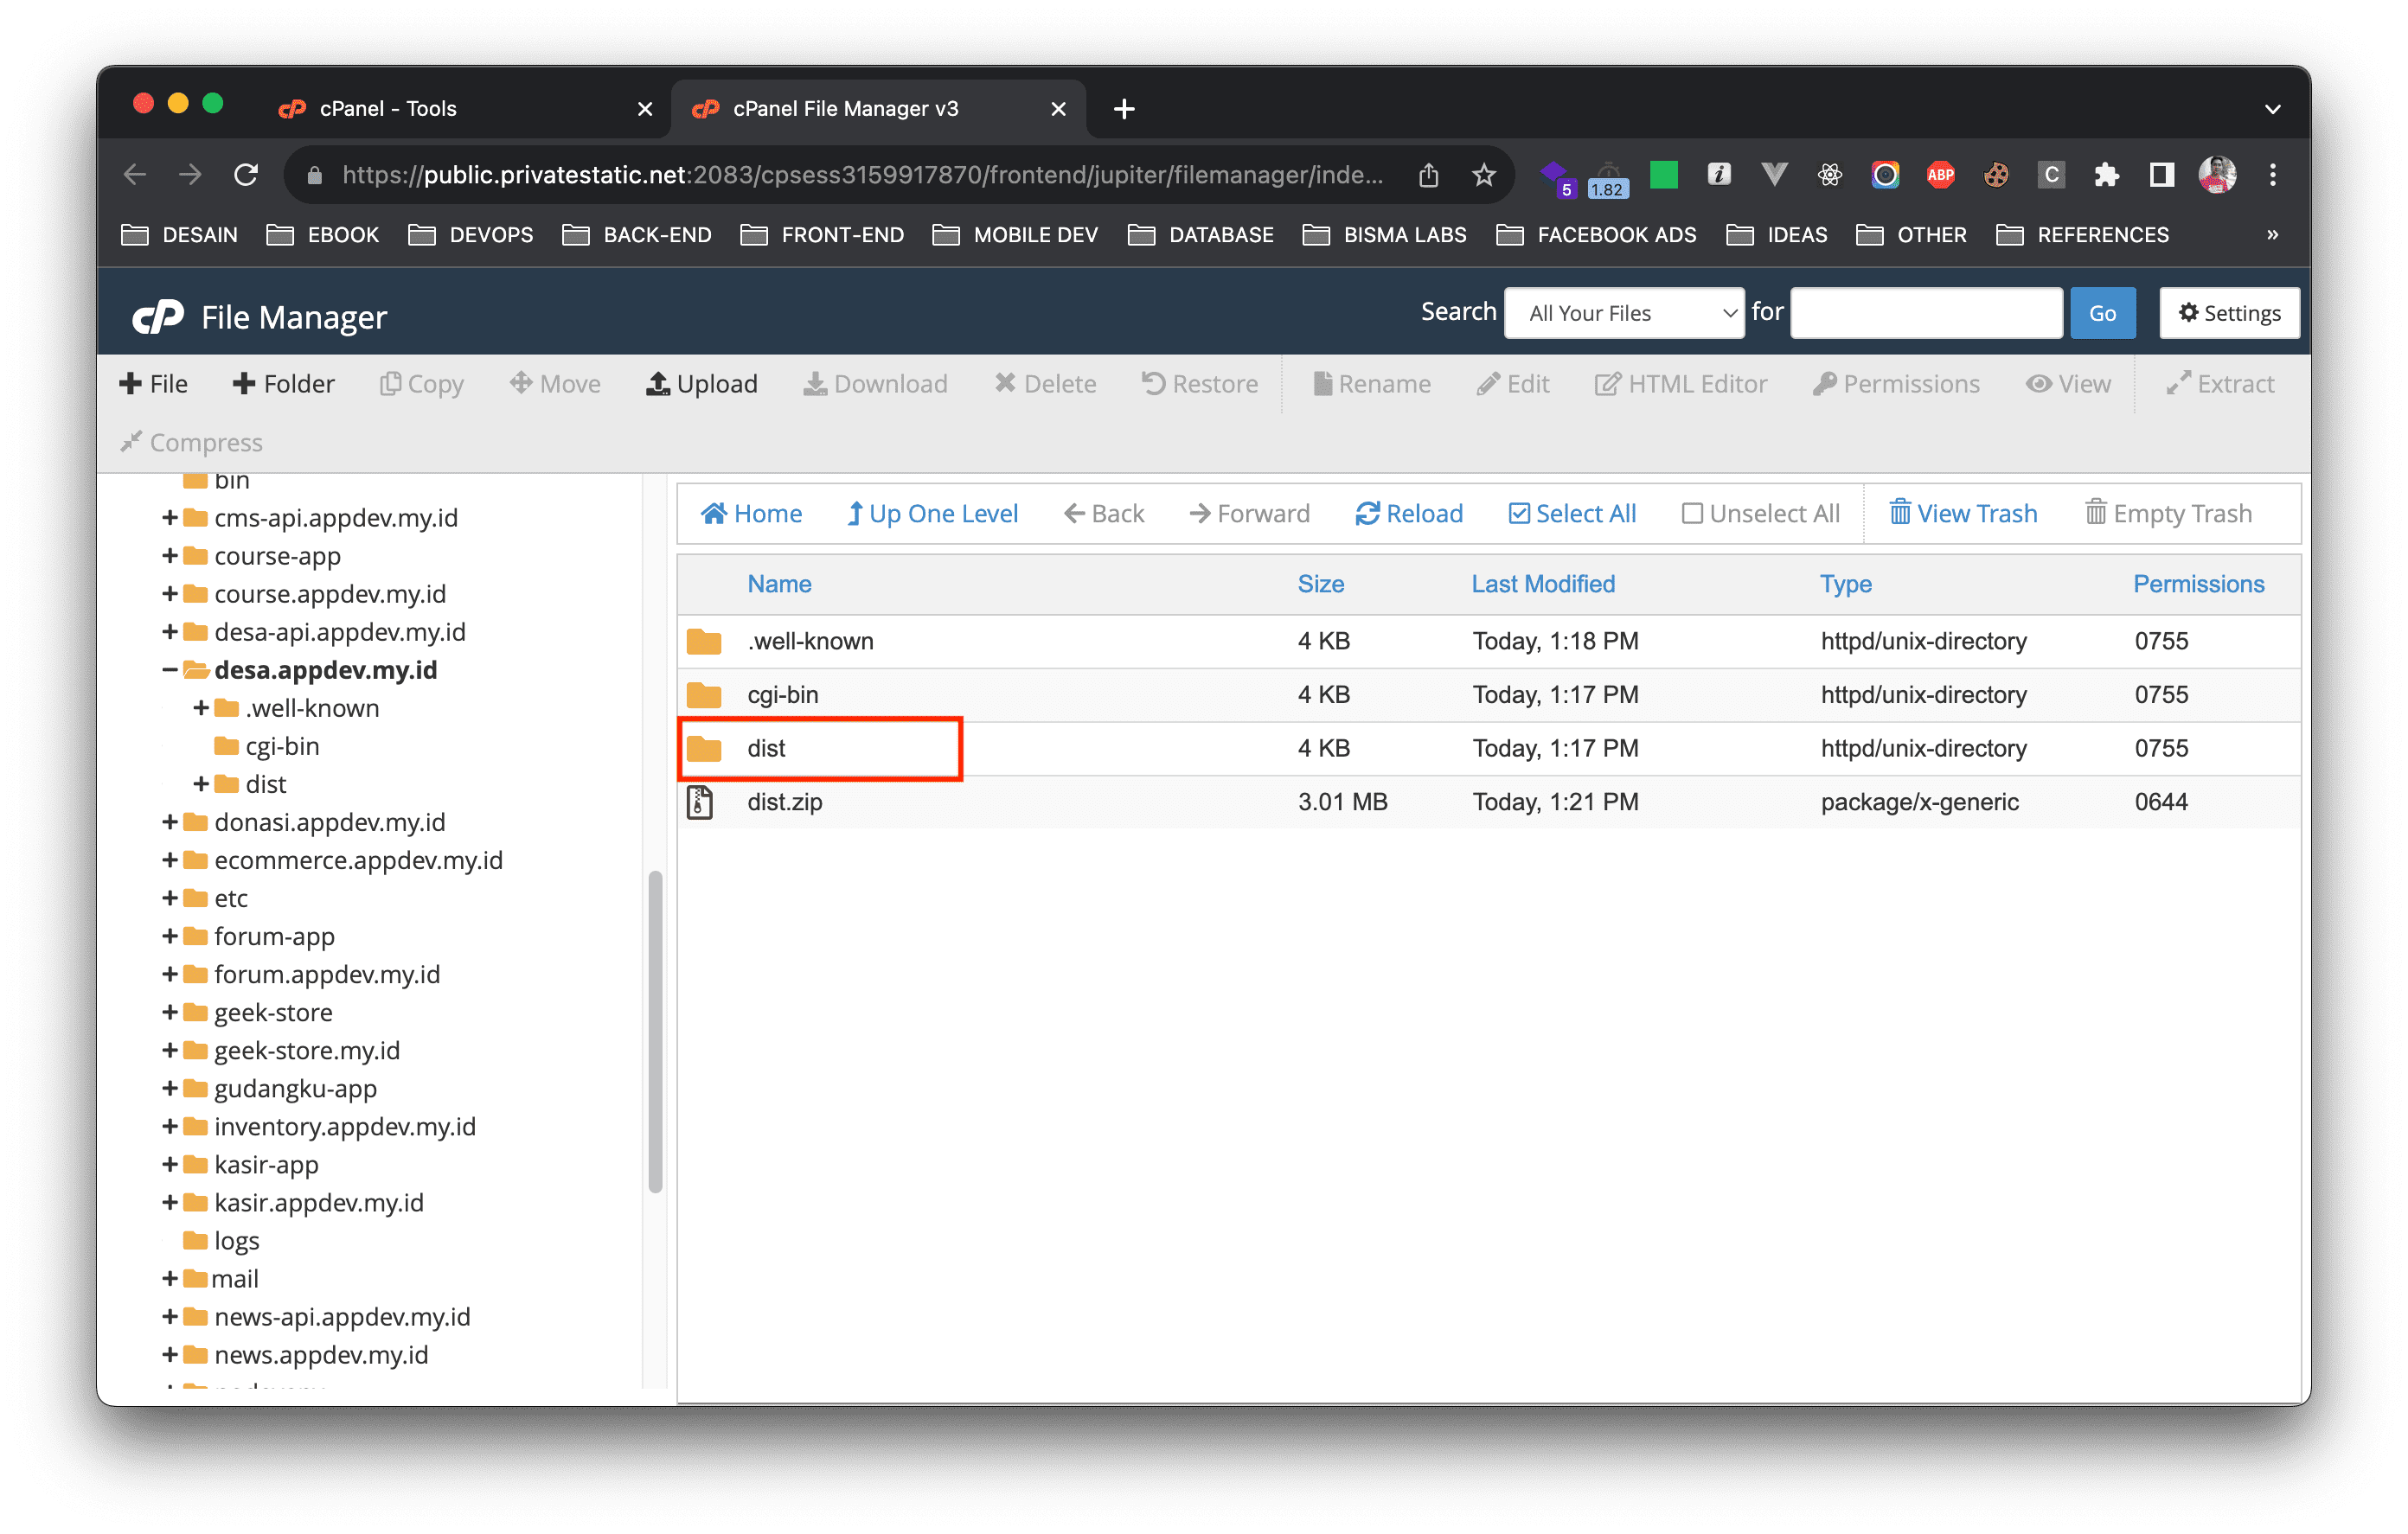 cPanel - Tools
cPanel File Manager v3
https://public.privatestatic.net:2083/cpsess3159917870/frontend/jupiter/filemanager/inde...
5
1.82
i
ABP
C
DESAIN
EBOOK
DEVOPS
BACK-END
FRONT-END
MOBILE DEV
DATABASE
BISMA LABS
FACEBOOK ADS
IDEAS
OTHER
REFERENCES
»
cP File Manager
Search
All Your Files
for
Go
Settings
File
Folder
Copy
Move
Upload
Download
Delete
Restore
Rename
Edit
HTML Editor
Permissions
View
Extract
Compress
bin
cms-api.appdev.my.id
course-app
course.appdev.my.id
desa-api.appdev.my.id
desa.appdev.my.id
.well-known
cgi-bin
dist
donasi.appdev.my.id
ecommerce.appdev.my.id
etc
forum-app
forum.appdev.my.id
geek-store
geek-store.my.id
gudangku-app
inventory.appdev.my.id
kasir-app
kasir.appdev.my.id
logs
mail
news-api.appdev.my.id
news.appdev.my.id
Home
Up One Level
Back
Forward
Reload
Select All
Unselect All
View Trash
Empty Trash
Name Size Last Modified Type Permissions
.well-known 4 KB Today, 1:18 PM httpd/unix-directory 0755
cgi-bin 4 KB Today, 1:17 PM httpd/unix-directory 0755
dist 4 KB Today, 1:17 PM httpd/unix-directory 0755
dist.zip 3.01 MB Today, 1:21 PM package/x-generic 0644